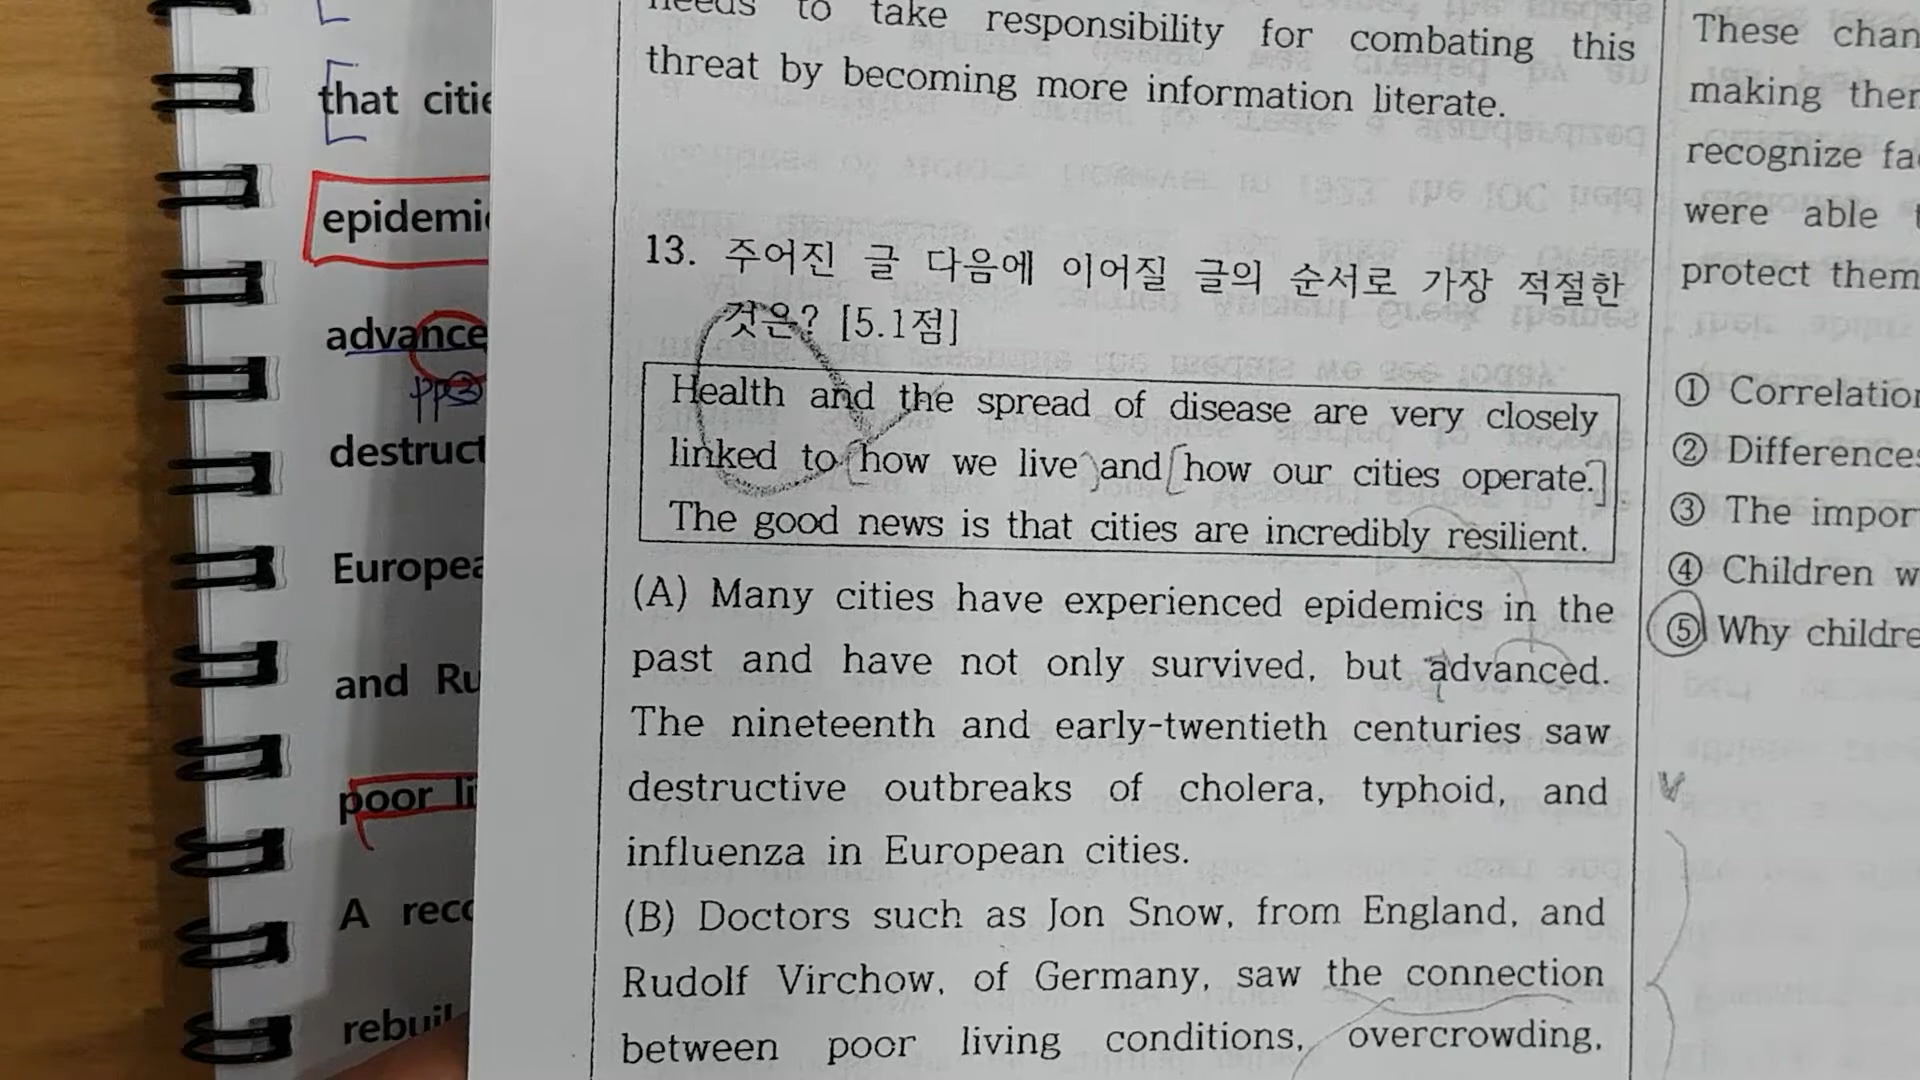 that
epidemi
advance
pp②
destruct
Europea
and Ru
poor li
A rec
rebuil
to take responsibility for combating this
threat by becoming more information literate.
13. 주어진 글 다음에 이어질 글의 순서로 가장 적절한
것은? [5.1점]
Health and the spread of disease are very closely
linked to how we live and how our cities operate.
The good news is that cities are incredibly resilient.
(A) Many cities have experienced epidemics in the
past and have not only survived, but advanced.
The nineteenth and early-twentieth centuries saw
destructive outbreaks of cholera, typhoid, and
influenza in European cities.
(B) Doctors such as Jon Snow, from England, and
Rudolf Virchow, of Germany, saw the connection
between poor living conditions, overcrowding,
These chan
making ther
recognize fa
were able
protect them
① Correlation
② Differences
③ The impor
④ Children w
⑤ Why childre